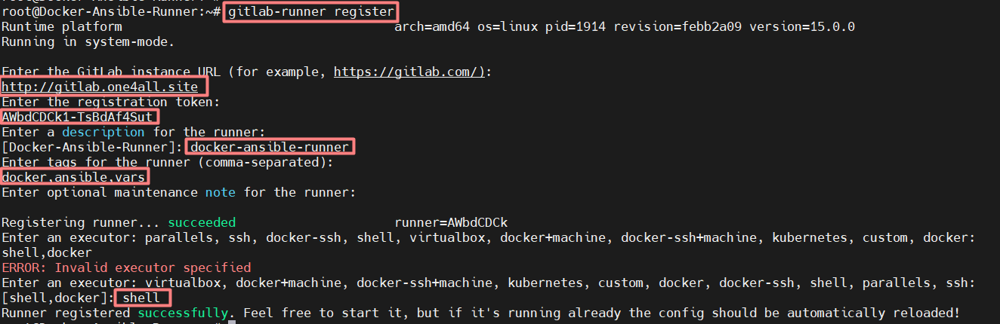 root@Docker-Ansible-Runner:~# gitlab-runner register
Runtime platform arch=amd64 os=linux pid=1914 revision=febb2a09 version=15.0.0
Running in system-mode.
Enter the GitLab instance URL (for example, https://gitlab.com/):
http://gitlab.one4all.site
Enter the registration token:
AWbdCDCk1-TsBdAf4Sut
Enter a description for the runner:
[Docker-Ansible-Runner]: docker-ansible-runner
Enter tags for the runner (comma-separated):
docker,ansible,vars
Enter optional maintenance note for the runner:
Registering runner... succeeded runner=AWbdCDCk
Enter an executor: parallels, ssh, docker-ssh, shell, virtualbox, docker+machine, docker-ssh+machine, kubernetes, custom, docker:
shell,docker
ERROR: Invalid executor specified
Enter an executor: virtualbox, docker+machine, docker-ssh+machine, kubernetes, custom, docker, docker-ssh, shell, parallels, ssh:
[shell,docker]: shell
Runner registered successfully. Feel free to start it, but if it's running already the config should be automatically reloaded!